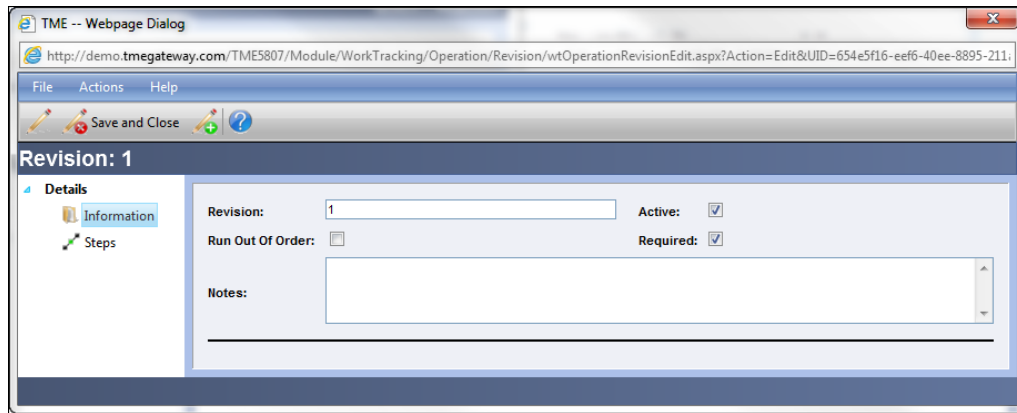 TME -- Webpage Dialog
http://demo.tmegateway.com/TME5807/Module/WorkTracking/Operation/Revision/wtOperationRevisionEdit.aspx?Action=Edit&UID=654e5f16-eef6-40ee-8895-211
File Actions Help
Save and Close
Revision: 1
Details
Information
Steps
Revision: 1 Active:
Run Out Of Order: Required:
Notes: